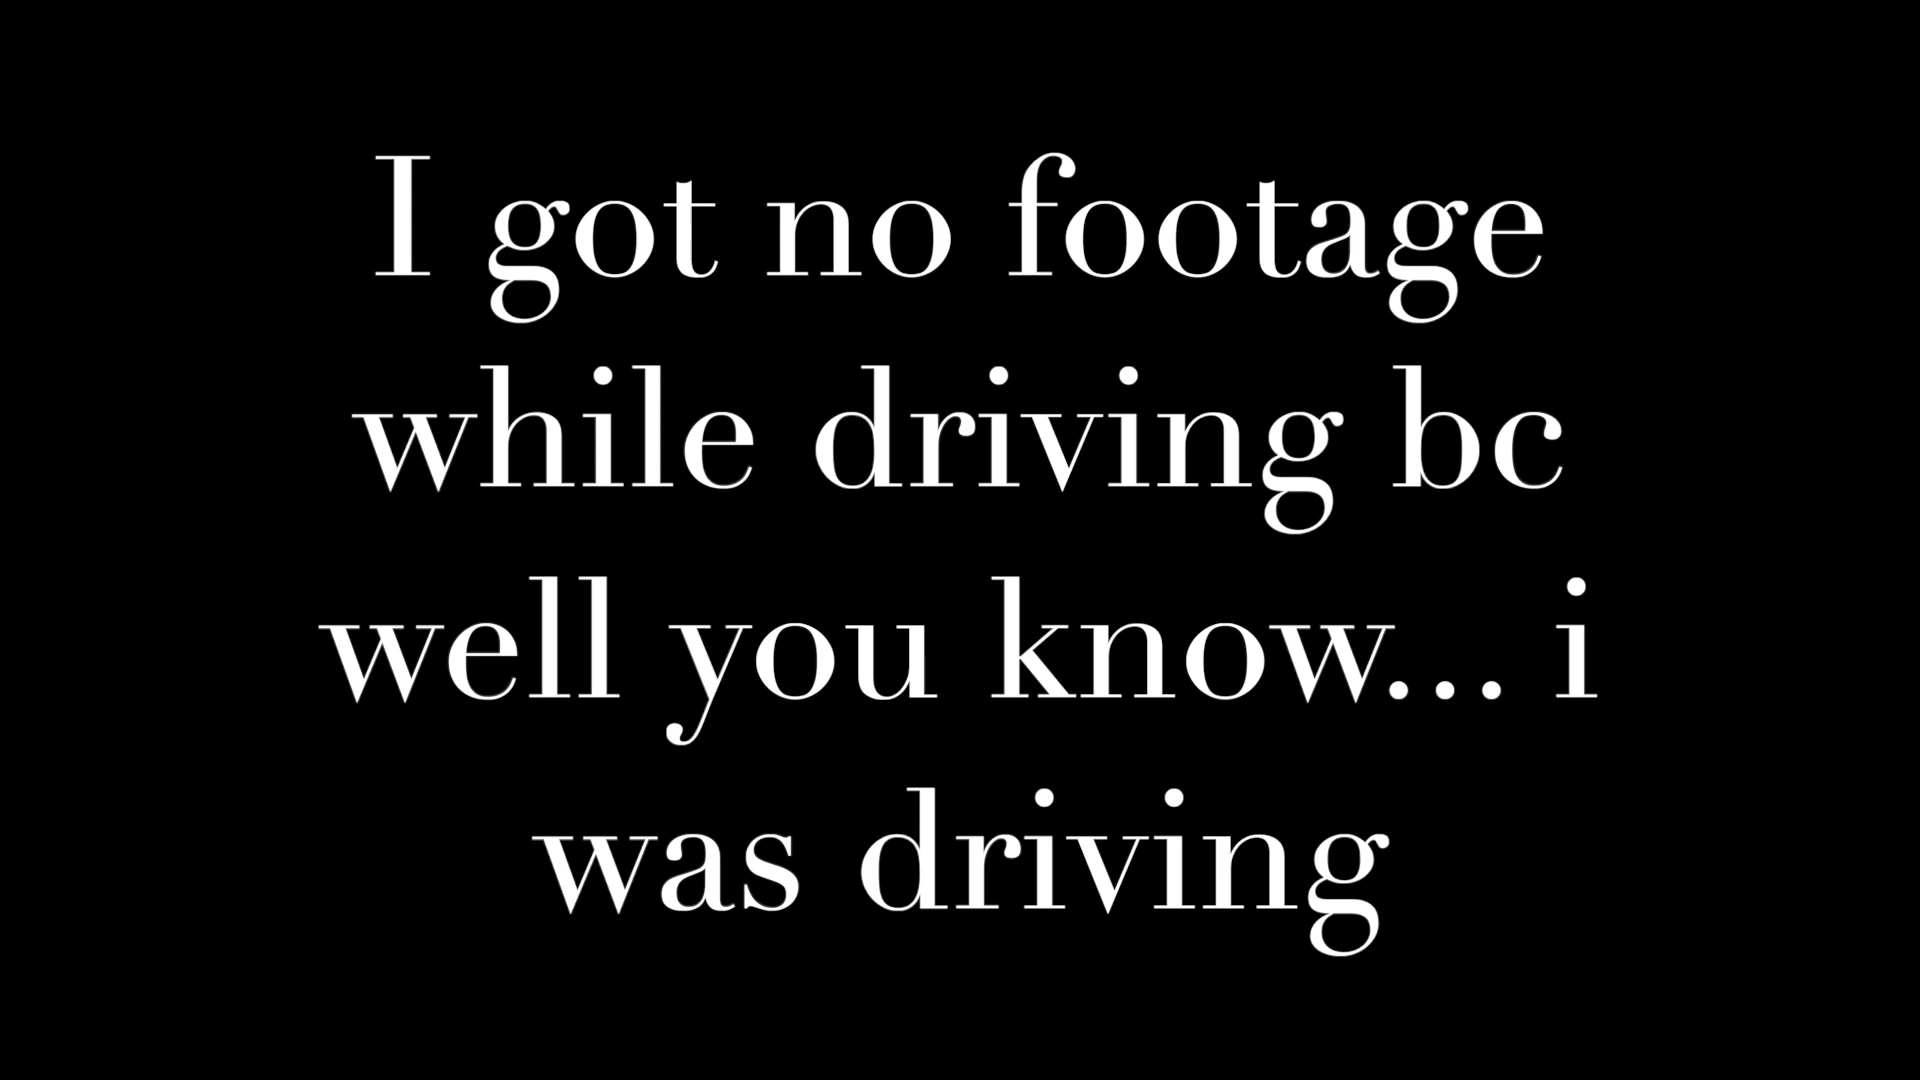 I got no footage
while driving bc
well you know... i
was driving